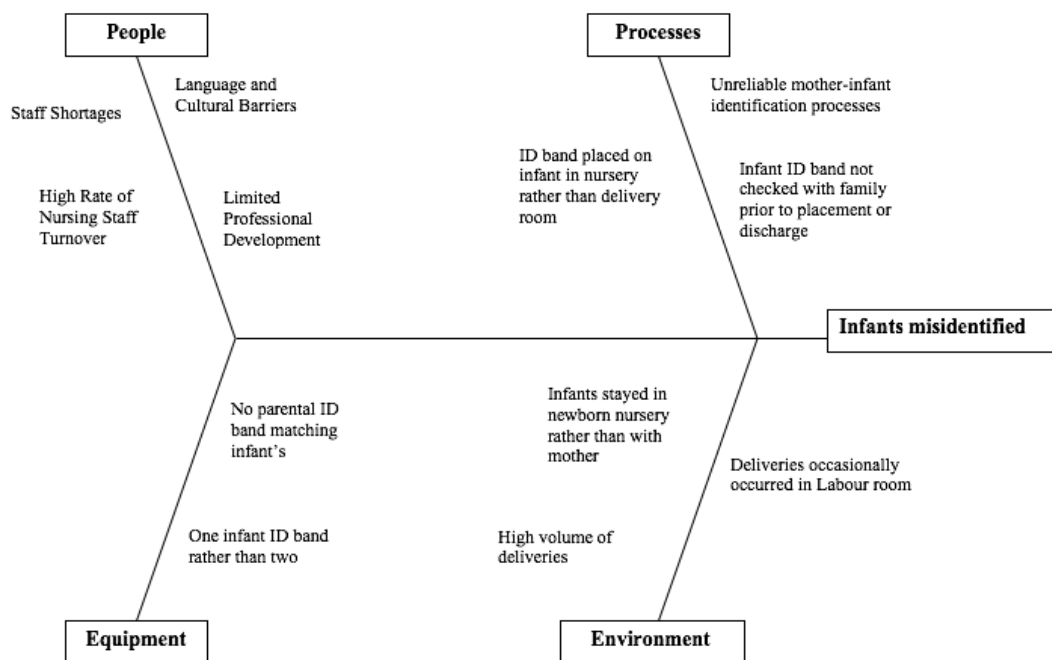 People
Processes
Language and
Cultural Barriers
Staff Shortages
High Rate of
Nursing Staff
Turnover
Limited
Professional
Development
Unreliable mother-infant
identification processes
ID band placed on
infant in nursery
rather than delivery
room
Infant ID band not
checked with family
prior to placement or
discharge
Infants misidentified
No parental ID
band matching
infant's
One infant ID band
rather than two
Infants stayed in
newborn nursery
rather than with
mother
Deliveries occasionally
occurred in Labour room
High volume of
deliveries
Equipment
Environment